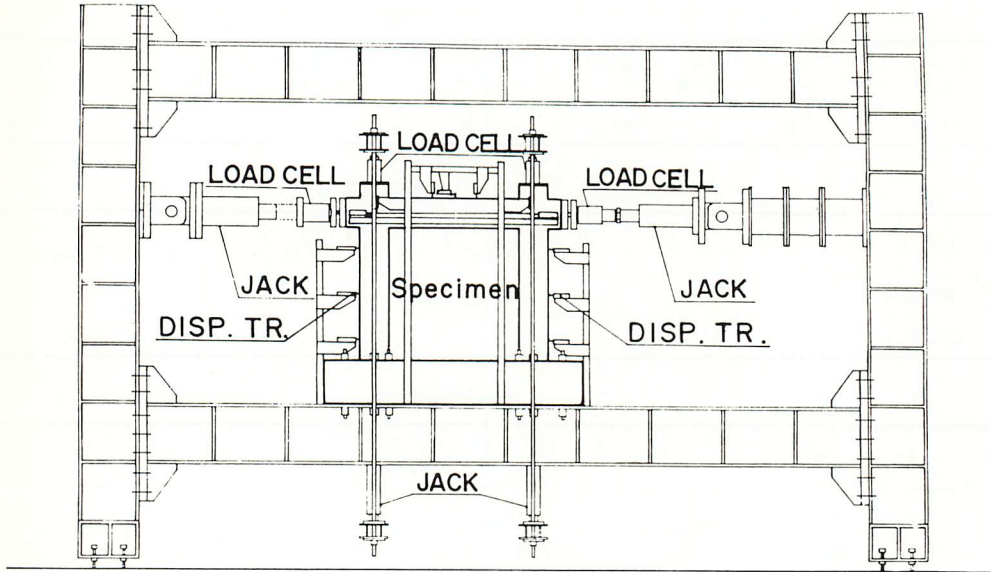 LOAD CELL
LOAD CELL
LOAD CELL
JACK
Specimen
JACK
DISP. TR.
DISP. TR.
JACK